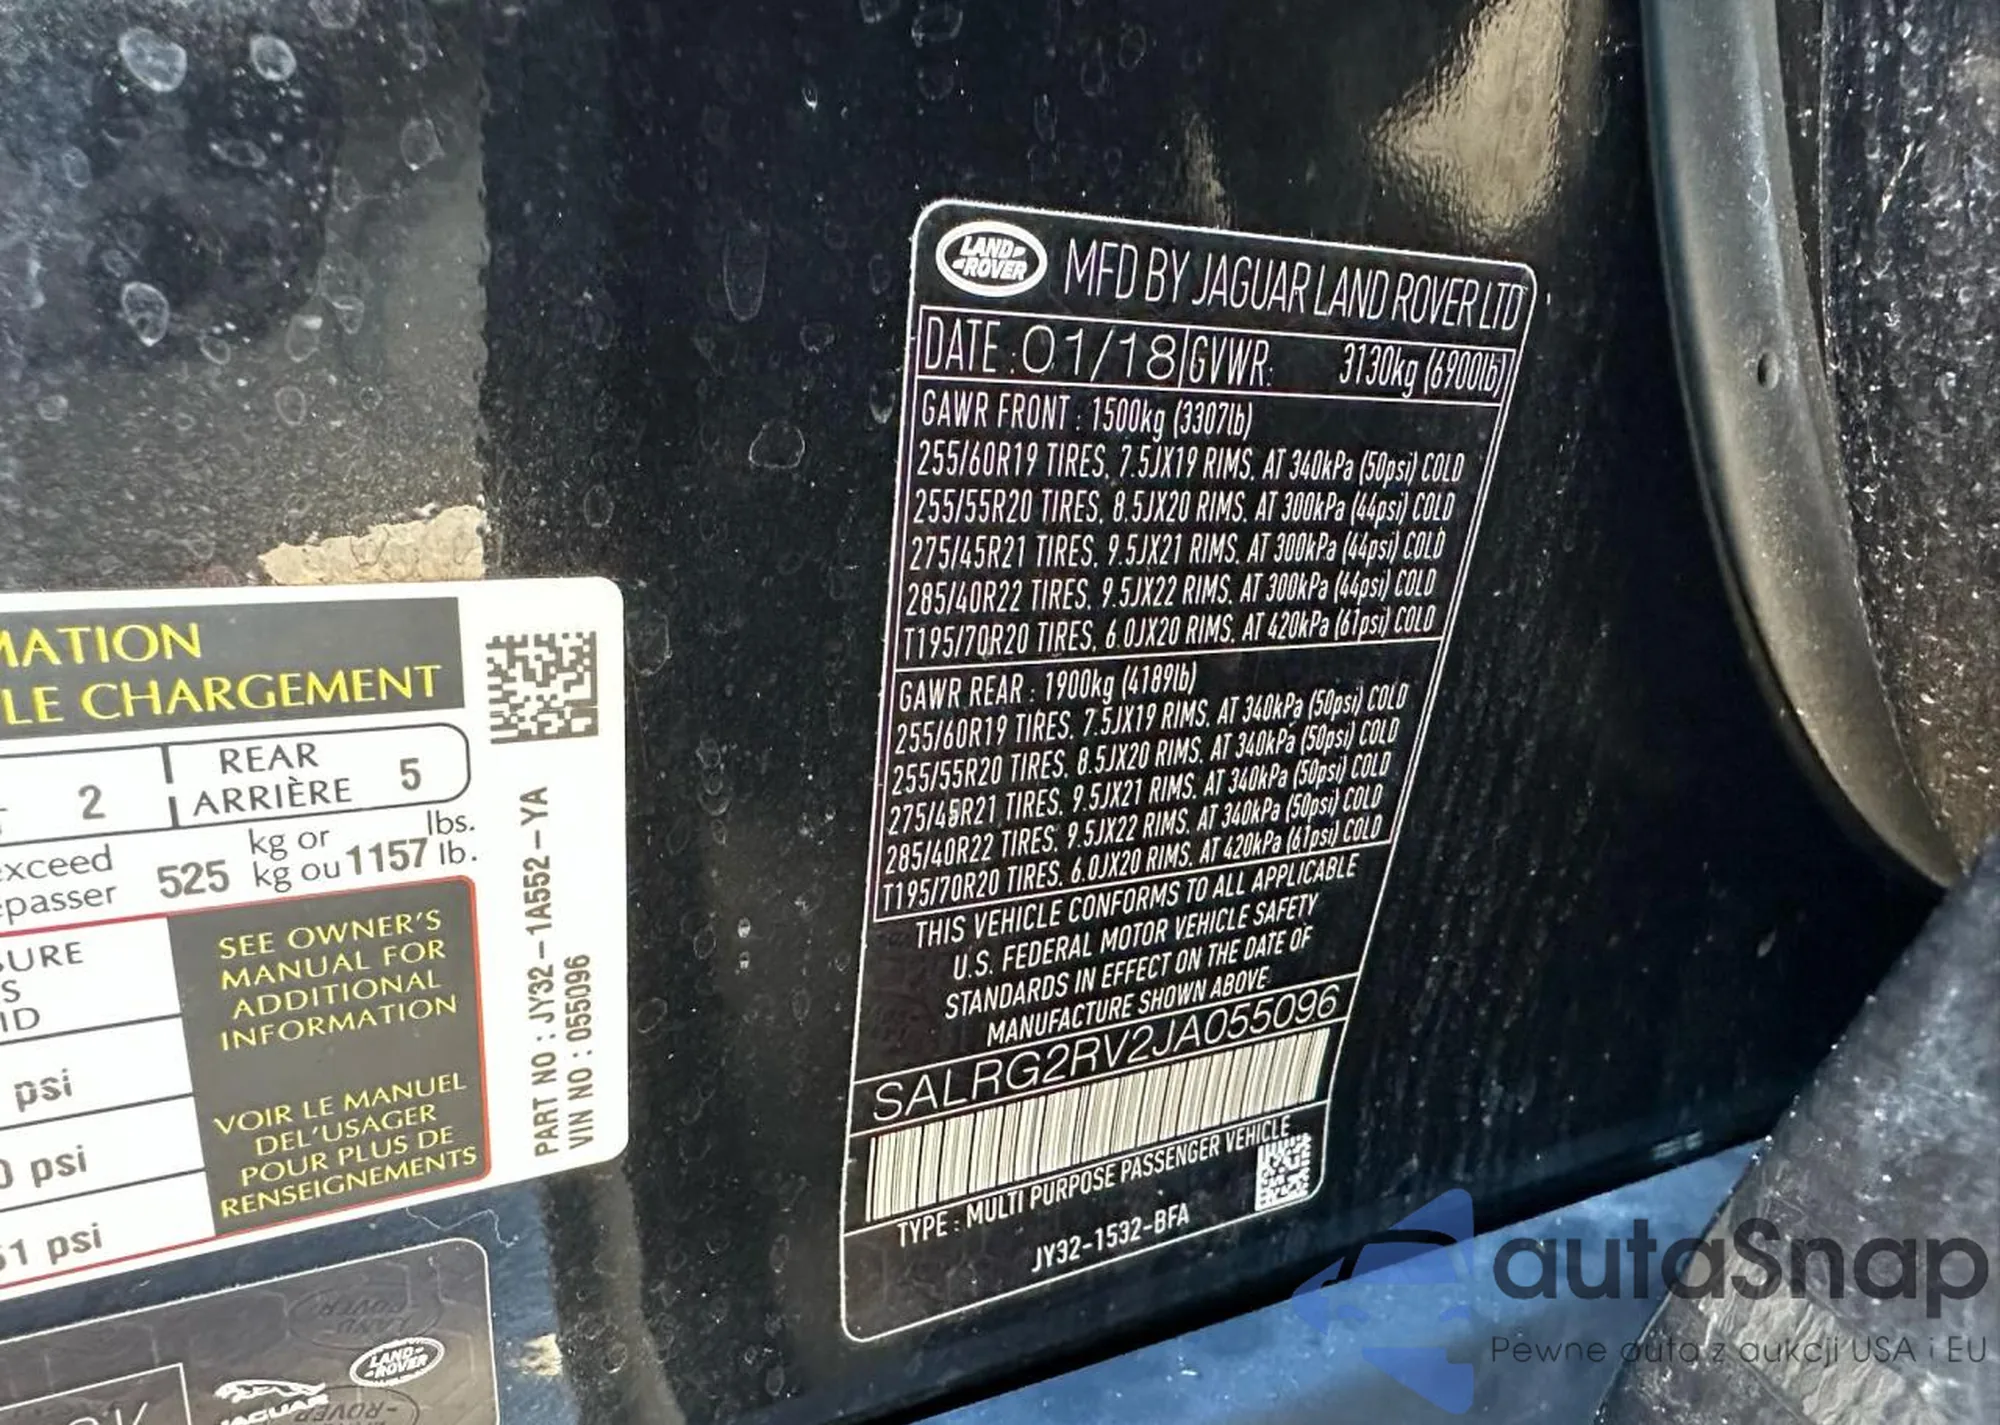 MATION
LE CHARGEMENT
2
REAR
ARRIÈRE
5
exceed
epasser
525
kg or
kg ou
1157
lbs.
lb.
SURE
S
ID
psi
0 psi
51 psi
SEE OWNER'S
MANUAL FOR
ADDITIONAL
INFORMATION
VOIR LE MANUEL
DEL'USAGER
POUR PLUS DE
RENSEIGNEMENTS
PART NO : JY32-1A552-YA
VIN NO : 055096
LAND
ROVER
JAGUAR
LAND
ROVER
MFD BY JAGUAR LAND ROVER LTD
DATE : 01/18 GVWR: 3130kg (6900lb)
GAWR FRONT : 1500kg (3307lb)
255/60R19 TIRES, 7.5JX19 RIMS, AT 340kPa (50psi) COLD
255/55R20 TIRES, 8.5JX20 RIMS, AT 300kPa (44psi) COLD
275/45R21 TIRES, 9.5JX21 RIMS, AT 300kPa (44psi) COLD
285/40R22 TIRES, 9.5JX22 RIMS, AT 300kPa (44psi) COLD
T195/70R20 TIRES, 6.0JX20 RIMS, AT 420kPa (61psi) COLD
GAWR REAR : 1900kg (4189lb)
255/60R19 TIRES, 7.5JX19 RIMS, AT 340kPa (50psi) COLD
255/55R20 TIRES, 8.5JX20 RIMS, AT 340kPa (50psi) COLD
275/45R21 TIRES, 9.5JX21 RIMS, AT 340kPa (50psi) COLD
285/40R22 TIRES, 9.5JX22 RIMS, AT 340kPa (50psi) COLD
T195/70R20 TIRES, 6.0JX20 RIMS, AT 420kPa (61psi) COLD
THIS VEHICLE CONFORMS TO ALL APPLICABLE
U.S. FEDERAL MOTOR VEHICLE SAFETY
STANDARDS IN EFFECT ON THE DATE OF
MANUFACTURE SHOWN ABOVE.
SALRG2RV2JA055096
TYPE : MULTI PURPOSE PASSENGER VEHICLE
JY32-1532-BFA
autoSnap
Pewne auta z aukcji USA i EU